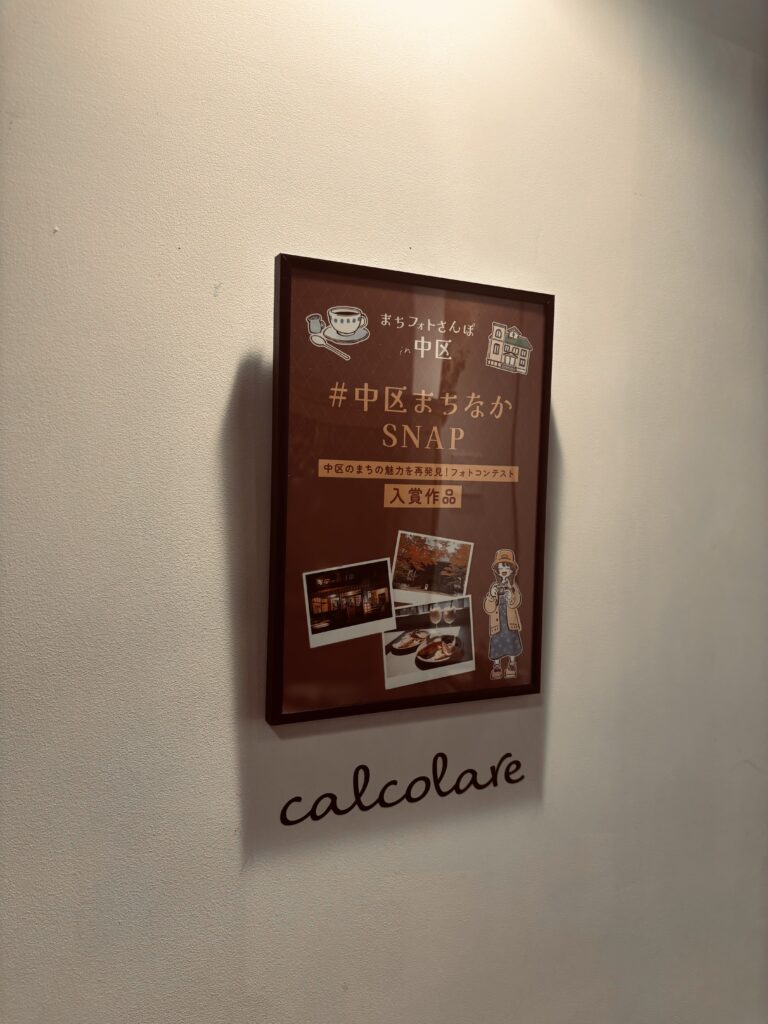 まちフォトさんぽ
in 中区
#中区まちなか
SNAP
中区のまちの魅力を再発見！フォトコンテスト
入賞作品
calcolare